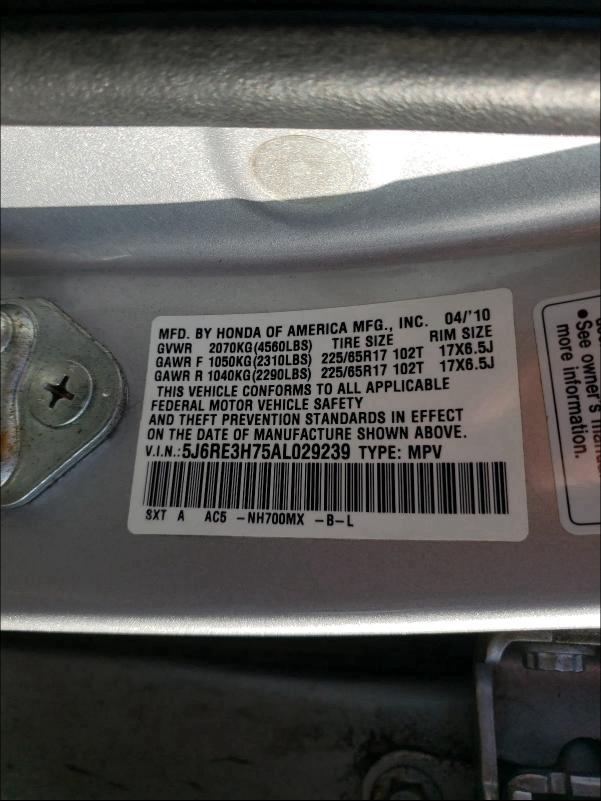 MFD. BY HONDA OF AMERICA MFG., INC. 04/'10
GVWR 2070KG(4560LBS) TIRE SIZE RIM SIZE
GAWR F 1050KG(2310LBS) 225/65R17 102T 17X6.5J
GAWR R 1040KG(2290LBS) 225/65R17 102T 17X6.5J
THIS VEHICLE CONFORMS TO ALL APPLICABLE
FEDERAL MOTOR VEHICLE SAFETY
AND THEFT PREVENTION STANDARDS IN EFFECT
ON THE DATE OF MANUFACTURE SHOWN ABOVE.
V.I.N.:5J6RE3H75AL029239 TYPE: MPV
SXT A AC5 -NH700MX -B-L
•See owner's
more information.